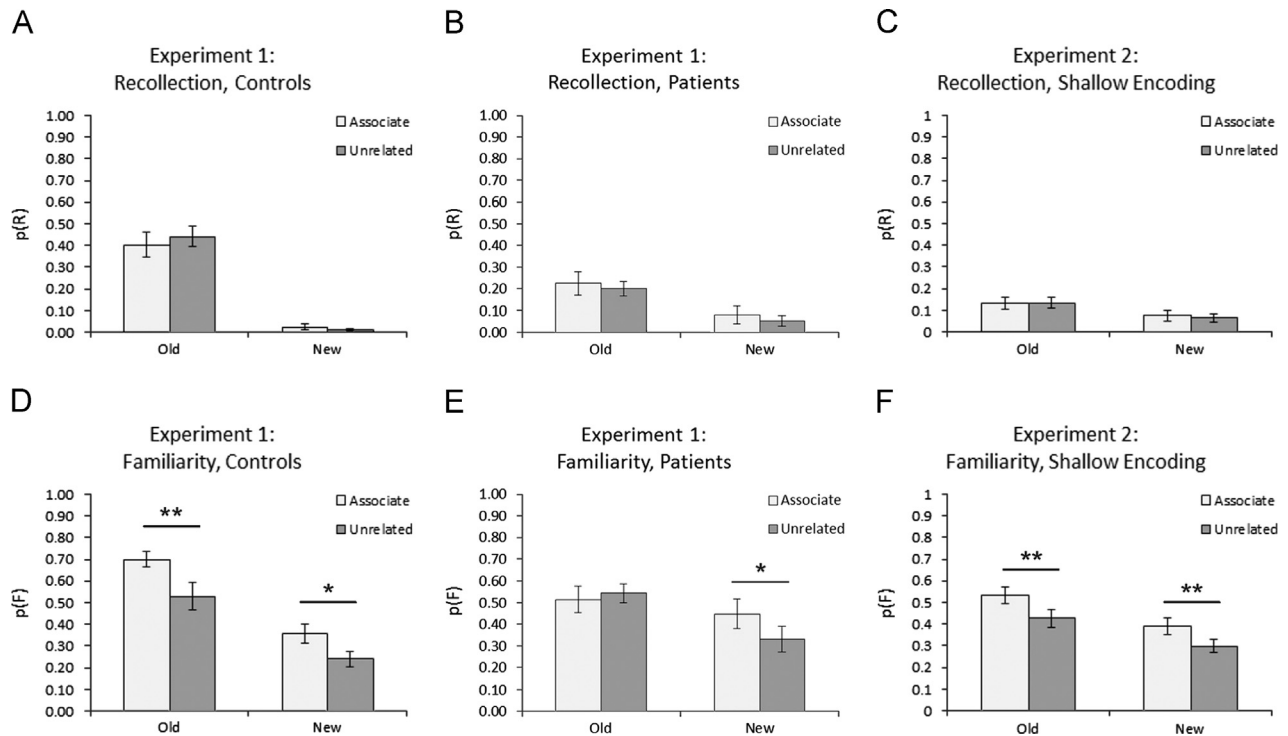 A
Experiment 1:
Recollection, Controls
1.00
0.90
0.80
0.70
0.60
0.50
0.40
0.30
0.20
0.10
0.00
p(R)
Associate
Unrelated
Old New
B
Experiment 1:
Recollection, Patients
1.00
0.90
0.80
0.70
0.60
0.50
0.40
0.30
0.20
0.10
0.00
p(R)
Associate
Unrelated
Old New
C
Experiment 2:
Recollection, Shallow Encoding
1
0.9
0.8
0.7
0.6
0.5
0.4
0.3
0.2
0.1
0
p(R)
Associate
Unrelated
Old New
D
Experiment 1:
Familiarity, Controls
1.00
0.90
0.80
0.70
0.60
0.50
0.40
0.30
0.20
0.10
0.00
p(F)
Associate
Unrelated
**
*
Old New
E
Experiment 1:
Familiarity, Patients
1.00
0.90
0.80
0.70
0.60
0.50
0.40
0.30
0.20
0.10
0.00
p(F)
Associate
Unrelated
*
Old New
F
Experiment 2:
Familiarity, Shallow Encoding
1
0.9
0.8
0.7
0.6
0.5
0.4
0.3
0.2
0.1
0
p(F)
Associate
Unrelated
**
**
Old New